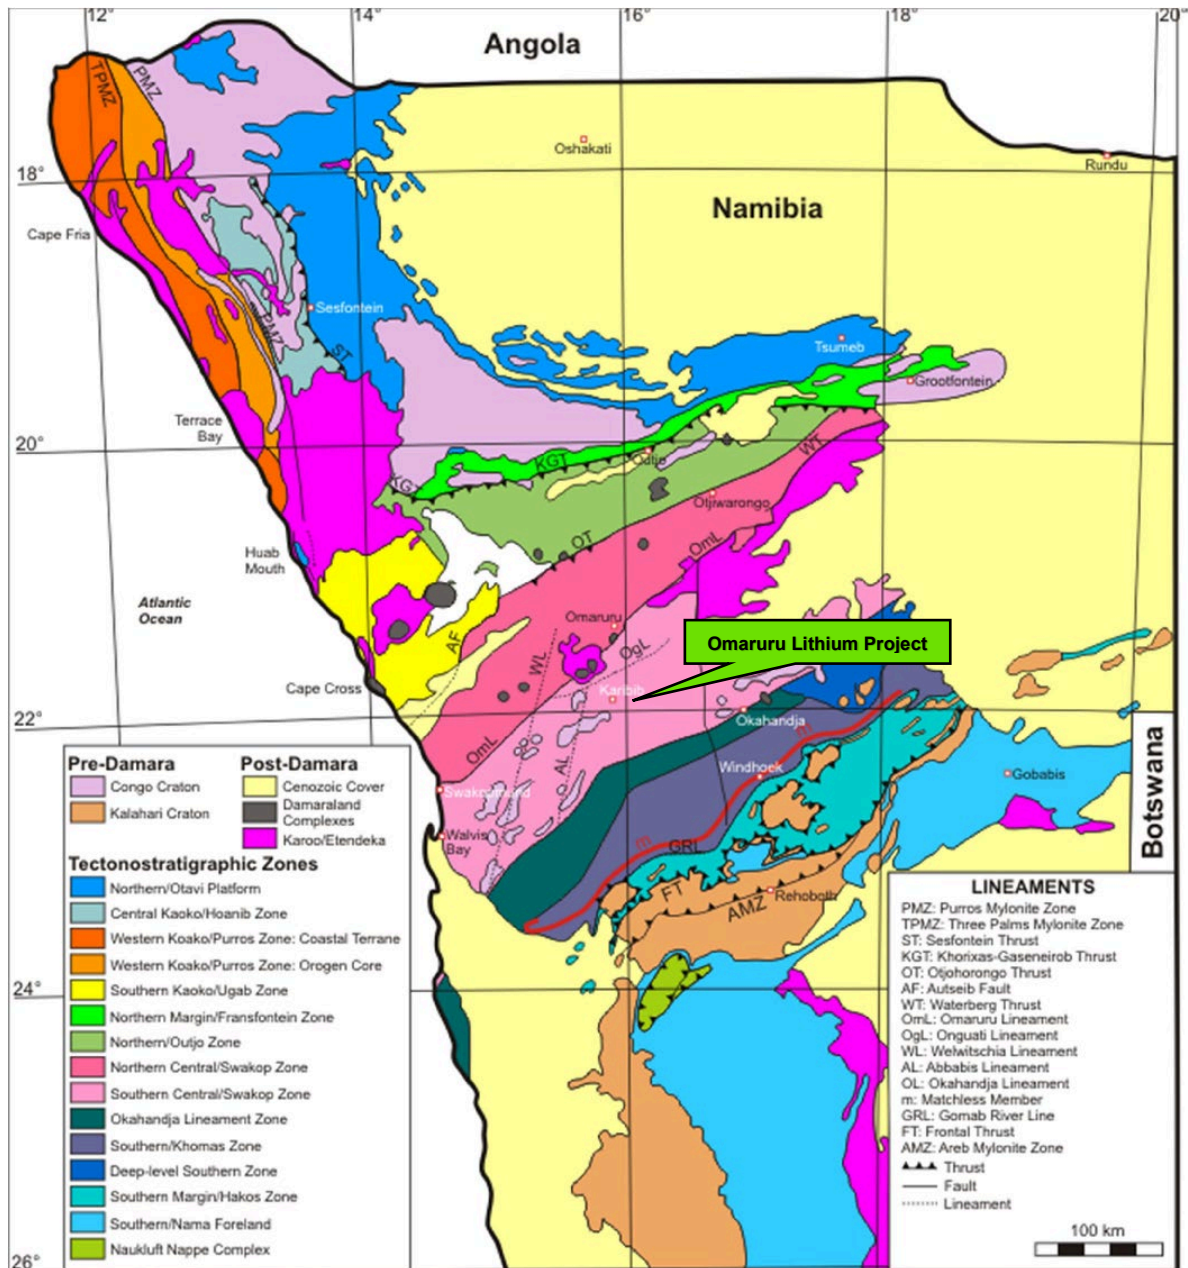 12°
14°
16°
18°
20°
Angola
TPMZ
PMZ
Oshakati
Rundu
18°
Namibia
Cape Fria
Sesfontein
PMZ
ST
Tsumeb
Grootfontein
Terrace
Bay
20°
KGT
KGT
Outjo
WT
Otjiwarongo
OT
OmL
Huab
Mouth
Atlantic
Ocean
Omaruru
AF
WL
OgL
Omaruru Lithium Project
Cape Cross
Karibib
22°
Okahandja
OmL
AL
m
Windhoek
Gobabis
Swakopmund
Walvis
Bay
m
GRL
FT
AMZ
Rehoboth
Botswana
24°
26°
Pre-Damara
Congo Craton
Kalahari Craton
Post-Damara
Cenozoic Cover
Damaraland
Complexes
Karoo/Etendeka
Tectonostratigraphic Zones
Northern/Otavi Platform
Central Kaoko/Hoanib Zone
Western Koako/Purros Zone: Coastal Terrane
Western Koako/Purros Zone: Orogen Core
Southern Kaoko/Ugab Zone
Northern Margin/Fransfontein Zone
Northern/Outjo Zone
Northern Central/Swakop Zone
Southern Central/Swakop Zone
Okahandja Lineament Zone
Southern/Khomas Zone
Deep-level Southern Zone
Southern Margin/Hakos Zone
Southern/Nama Foreland
Naukluft Nappe Complex
LINEAMENTS
PMZ: Purros Mylonite Zone
TPMZ: Three Palms Mylonite Zone
ST: Sesfontein Thrust
KGT: Khorixas-Gaseneirob Thrust
OT: Otjohorongo Thrust
AF: Autseib Fault
WT: Waterberg Thrust
OmL: Omaruru Lineament
OgL: Onguati Lineament
WL: Welwitschia Lineament
AL: Abbabis Lineament
OL: Okahandja Lineament
m: Matchless Member
GRL: Gomab River Line
FT: Frontal Thrust
AMZ: Areb Mylonite Zone
Thrust
Fault
Lineament
100 km